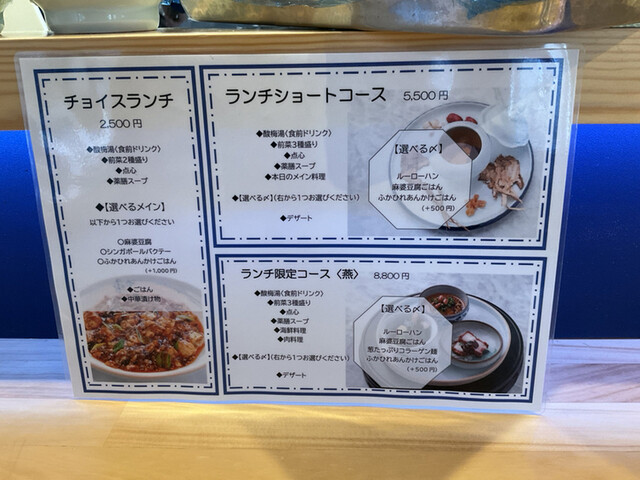 チョイスランチ
2,500円
◆酸梅湯〈食前ドリンク〉
◆前菜2種盛り
◆点心
◆薬膳スープ
◆【選べるメイン】
以下から1つお選びください
〇麻婆豆腐
〇シンガポールバクテー
〇ふかひれあんかけごはん
(+1,000円)
◆ごはん
◆中華漬け物
ランチショートコース 5,500円
◆酸梅湯〈食前ドリンク〉
◆前菜3種盛り
◆点心
◆薬膳スープ
◆本日のメイン料理
◆【選べる〆】(右から1つお選びください)
◆デザート
【選べる〆】
ルーローハン
麻婆豆腐ごはん
ふかひれあんかけごはん
(+500円)
ランチ限定コース〈燕〉 8,800円
◆酸梅湯〈食前ドリンク〉
◆前菜3種盛り
◆点心
◆薬膳スープ
◆海鮮料理
◆肉料理
◆【選べる〆】(右から1つお選びください)
◆デザート
【選べる〆】
ルーローハン
麻婆豆腐ごはん
葱たっぷりコラーゲン麺
ふかひれあんかけごはん
(+500円)